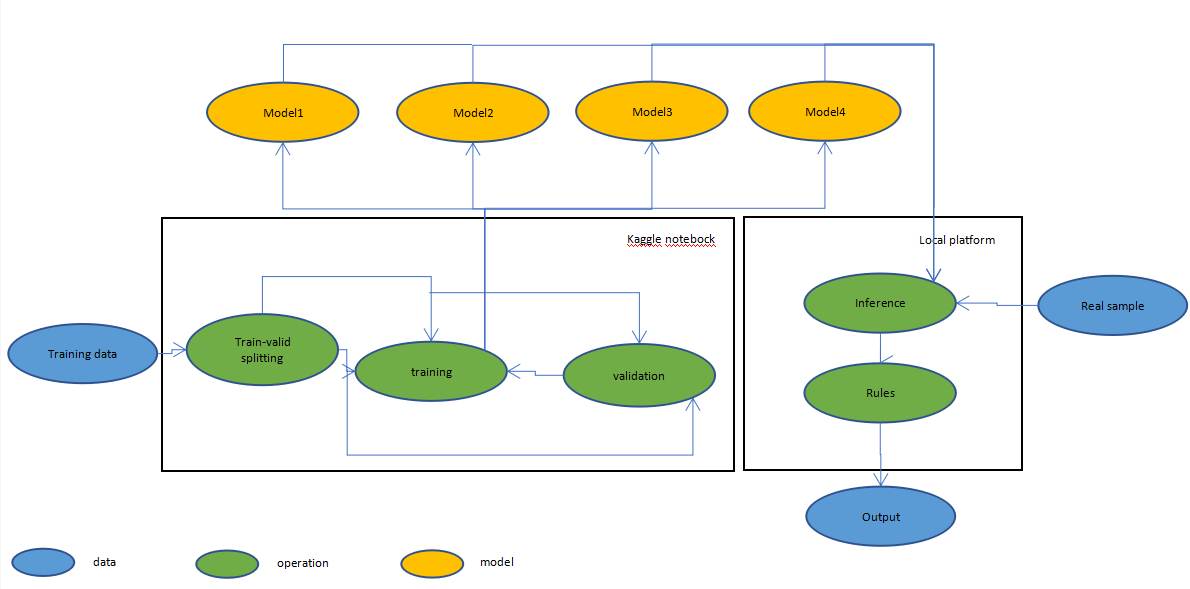 Model1
Model2
Model3
Model4
Kaggle notebock
Local platform
Training data
Train-valid
splitting
training
validation
Inference
Real sample
Rules
Output
data
operation
model